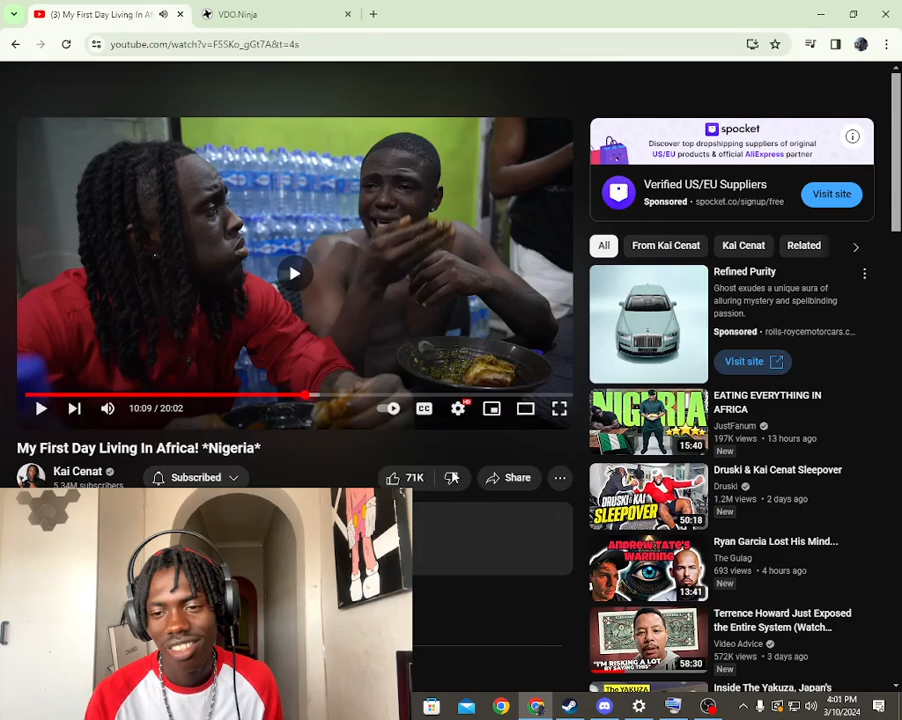 (3) My First Day Living In Af
VDO.Ninja
youtube.com/watch?v=F5SKo_gGt7A&t=4s
10:09 / 20:02
CC
HD
My First Day Living In Africa! *Nigeria*
Kai Cenat
5.34M subscribers
Subscribed
71K
Share
spocket
Discover top dropshipping suppliers of original
US/EU products & official AliExpress partner
Verified US/EU Suppliers
Sponsored · spocket.co/signup/free
Visit site
All
From Kai Cenat
Kai Cenat
Related
Refined Purity
Ghost exudes a unique aura of
alluring mystery and spellbinding
passion.
Sponsored · rolls-roycemotorcars.c...
Visit site
NIGERIA
15:40
EATING EVERYTHING IN
AFRICA
JustFanum
197K views · 13 hours ago
New
DRUSKI & KAI CENAT
SLEEPOVER
50:18
Druski & Kai Cenat Sleepover
Druski
1.2M views · 2 days ago
New
ANDREW TATE'S
WARNING
13:41
Ryan Garcia Lost His Mind...
The Gulag
693 views · 4 hours ago
New
"I'M RISKING A LOT
BY SAYING THIS"
58:30
Terrence Howard Just Exposed
the Entire System (Watch...
Video Advice
572K views · 3 days ago
New
The YAKUZA
Inside The Yakuza, Japan's
4:01 PM
3/10/2024